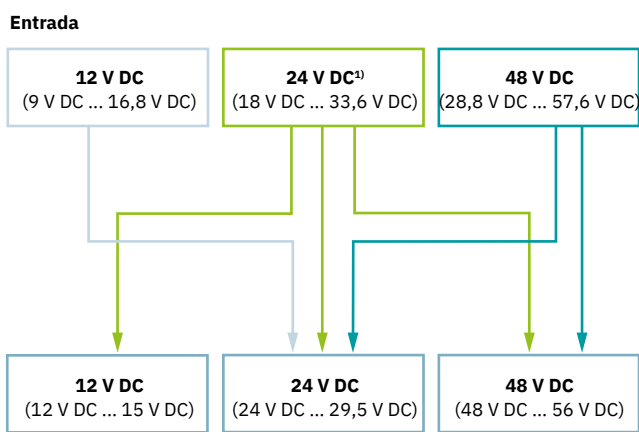 Entrada
12 V DC
(9 V DC ... 16,8 V DC)
24 V DC¹⁾
(18 V DC ... 33,6 V DC)
48 V DC
(28,8 V DC ... 57,6 V DC)
12 V DC
(12 V DC ... 15 V DC)
24 V DC
(24 V DC ... 29,5 V DC)
48 V DC
(48 V DC ... 56 V DC)